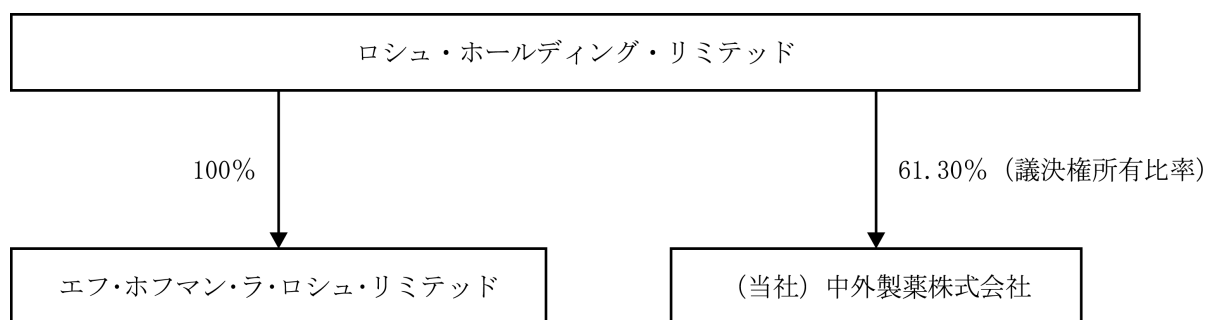 ロシュ・ホールディング・リミテッド
100%
61.30%（議決権所有比率）
エフ・ホフマン・ラ・ロシュ・リミテッド
（当社）中外製薬株式会社